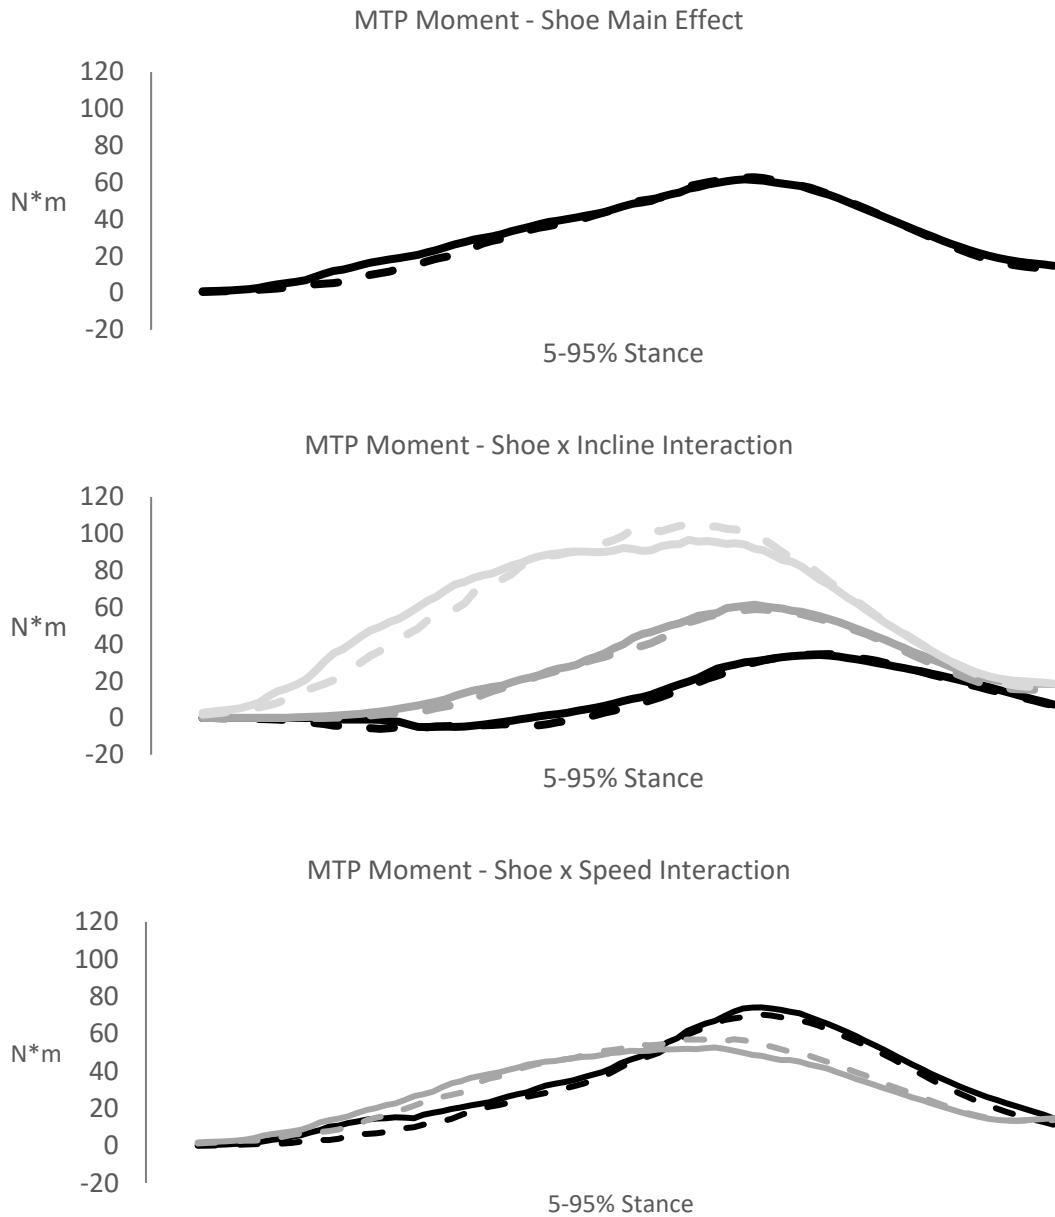 MTP Moment - Shoe Main Effect
120
100
80
60
40
20
0
-20
N*m
5-95% Stance
MTP Moment - Shoe x Incline Interaction
120
100
80
60
40
20
0
-20
N*m
5-95% Stance
MTP Moment - Shoe x Speed Interaction
120
100
80
60
40
20
0
-20
N*m
5-95% Stance